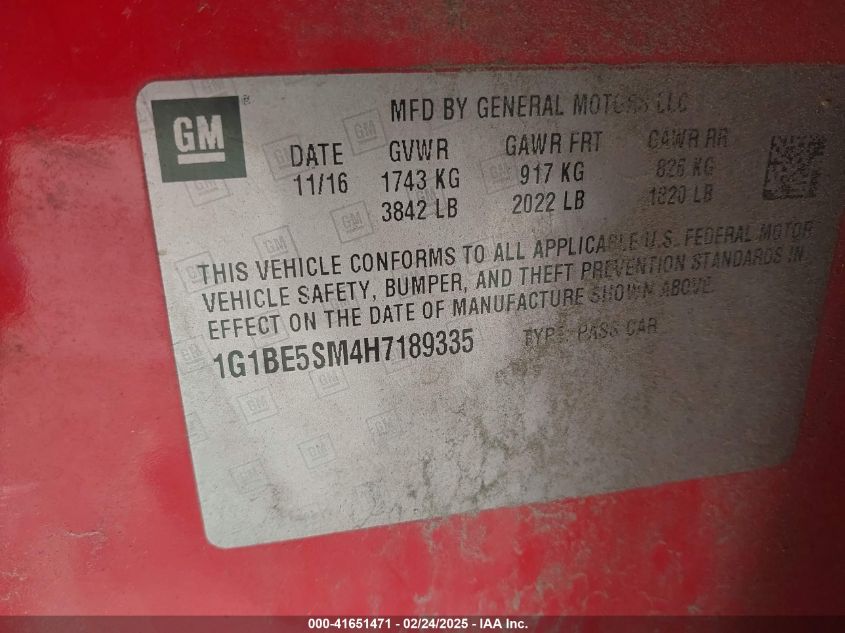 GM ® MFD BY GENERAL MOTORS LLC
DATE GVWR GAWR FRT GAWR RR
11/16 1743 KG 917 KG 826 KG
3842 LB 2022 LB 1820 LB
THIS VEHICLE CONFORMS TO ALL APPLICABLE U.S. FEDERAL MOTOR
VEHICLE SAFETY, BUMPER, AND THEFT PREVENTION STANDARDS IN
EFFECT ON THE DATE OF MANUFACTURE SHOWN ABOVE.
1G1BE5SM4H7189335 TYPE: PASS CAR
000-41651471 - 02/24/2025 - IAA Inc.